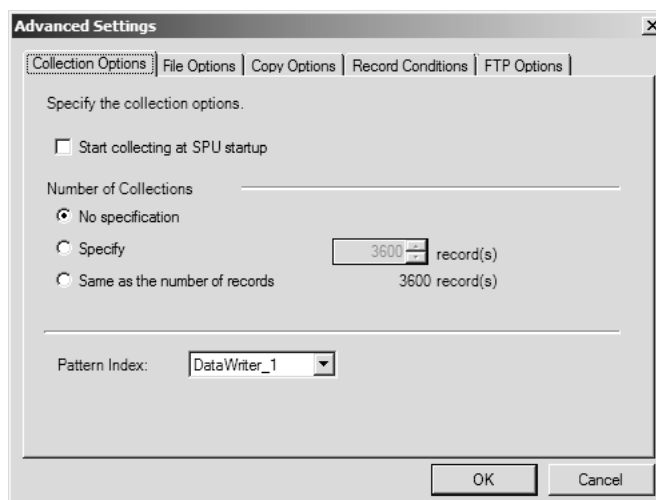 Advanced Settings
Collection Options File Options Copy Options Record Conditions FTP Options
Specify the collection options.
Start collecting at SPU startup
Number of Collections
No specification
Specify 3600 record(s)
Same as the number of records 3600 record(s)
Pattern Index: DataWriter_1
OK Cancel